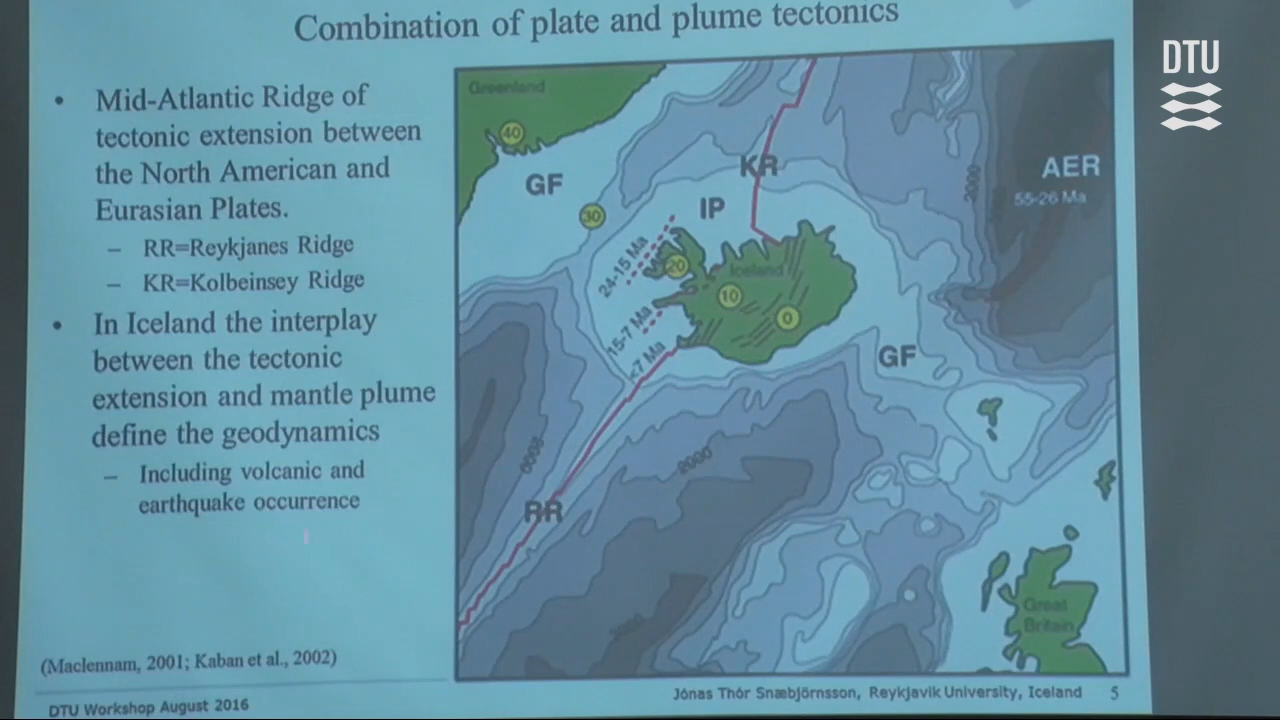 Combination of plate and plume tectonics
DTU
• Mid-Atlantic Ridge of
tectonic extension between
the North American and
Eurasian Plates.
– RR=Reykjanes Ridge
– KR=Kolbeinsey Ridge
• In Iceland the interplay
between the tectonic
extension and mantle plume
define the geodynamics
– Including volcanic and
earthquake occurrence
(Maclennam, 2001; Kaban et al., 2002)
Greenland
40
GF
30
KR
IP
AER
55-26 Ma
2000
24-15 Ma
20
Iceland
10
0
15-7 Ma
<7 Ma
GF
2000
RR
Great
Britain
DTU Workshop August 2016
Jónas Thór Snæbjörnsson, Reykjavik University, Iceland 5